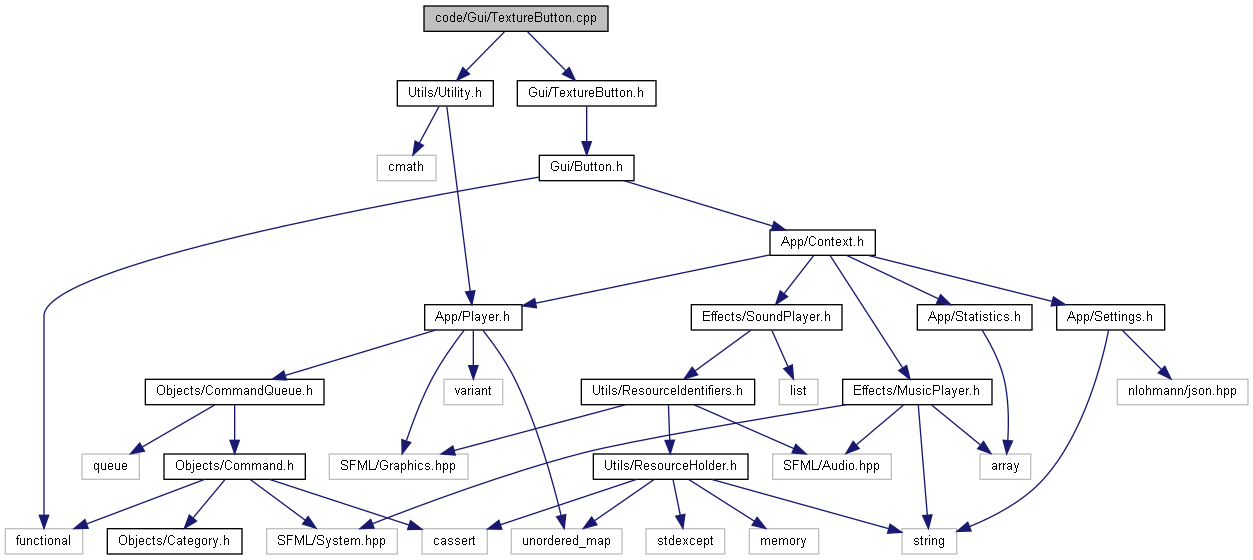 code/Gui/TextureButton.cpp
Utils/Utility.h
Gui/TextureButton.h
cmath
Gui/Button.h
App/Context.h
App/Player.h
Effects/SoundPlayer.h
App/Statistics.h
App/Settings.h
Objects/CommandQueue.h
variant
Utils/ResourceIdentifiers.h
list
Effects/MusicPlayer.h
nlohmann/json.hpp
queue
Objects/Command.h
SFML/Graphics.hpp
Utils/ResourceHolder.h
SFML/Audio.hpp
array
functional
Objects/Category.h
SFML/System.hpp
cassert
unordered_map
stdexcept
memory
string